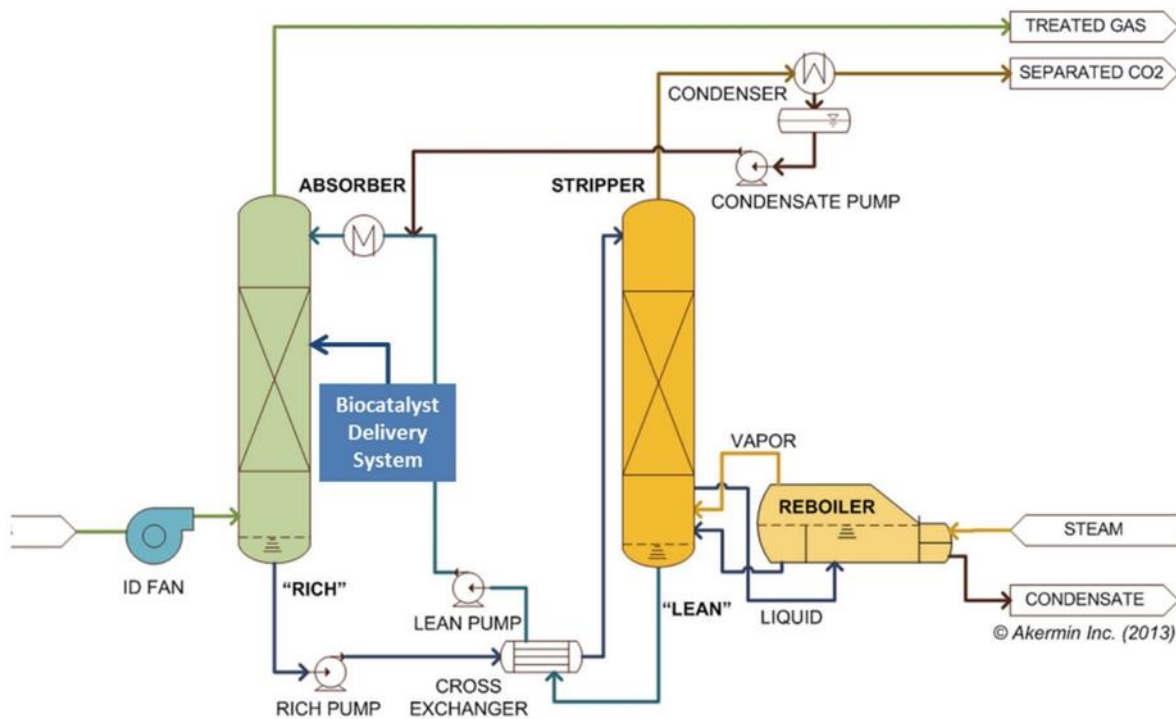 TREATED GAS
SEPARATED CO2
CONDENSER
ABSORBER
STRIPPER
CONDENSATE PUMP
Biocatalyst
Delivery
System
VAPOR
REBOILER
STEAM
ID FAN
"RICH"
LEAN PUMP
"LEAN"
LIQUID
CONDENSATE
© Akermin Inc. (2013)
RICH PUMP
CROSS
EXCHANGER